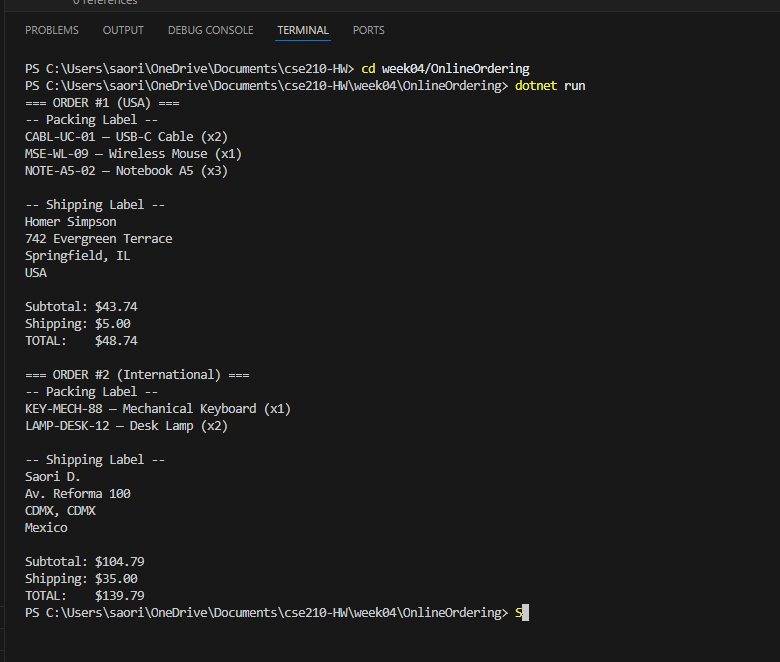 0 references
PROBLEMS OUTPUT DEBUG CONSOLE TERMINAL PORTS
PS C:\Users\saori\OneDrive\Documents\cse210-HW> cd week04/OnlineOrdering
PS C:\Users\saori\OneDrive\Documents\cse210-HW\week04\OnlineOrdering> dotnet run
=== ORDER #1 (USA) ===
-- Packing Label --
CABL-UC-01 — USB-C Cable (x2)
MSE-WL-09 — Wireless Mouse (x1)
NOTE-A5-02 — Notebook A5 (x3)
-- Shipping Label --
Homer Simpson
742 Evergreen Terrace
Springfield, IL
USA
Subtotal: $43.74
Shipping: $5.00
TOTAL:    $48.74
=== ORDER #2 (International) ===
-- Packing Label --
KEY-MECH-88 — Mechanical Keyboard (x1)
LAMP-DESK-12 — Desk Lamp (x2)
-- Shipping Label --
Saori D.
Av. Reforma 100
CDMX, CDMX
Mexico
Subtotal: $104.79
Shipping: $35.00
TOTAL:    $139.79
PS C:\Users\saori\OneDrive\Documents\cse210-HW\week04\OnlineOrdering> S